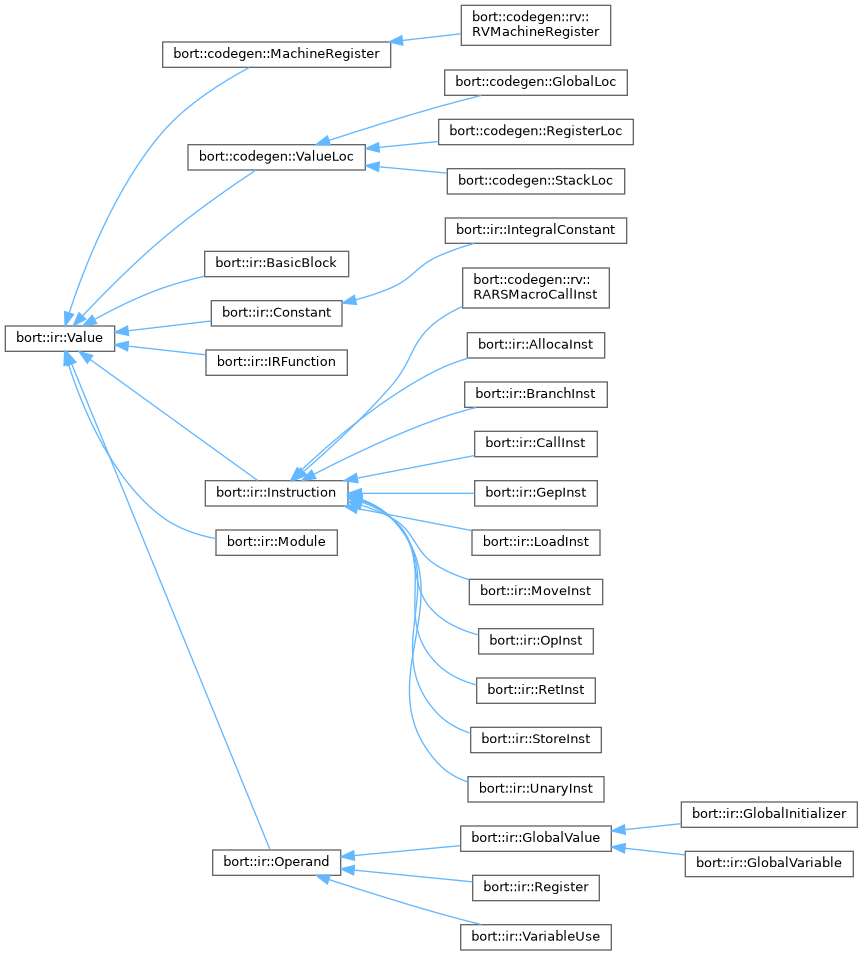 bort::codegen::rv::
RVMachineRegister
bort::codegen::MachineRegister
bort::codegen::GlobalLoc
bort::codegen::RegisterLoc
bort::codegen::ValueLoc
bort::codegen::StackLoc
bort::ir::IntegralConstant
bort::ir::BasicBlock
bort::codegen::rv::
RARSMacroCallInst
bort::ir::Constant
bort::ir::Value
bort::ir::AllocaInst
bort::ir::IRFunction
bort::ir::BranchInst
bort::ir::CallInst
bort::ir::Instruction
bort::ir::GepInst
bort::ir::Module
bort::ir::LoadInst
bort::ir::MoveInst
bort::ir::OpInst
bort::ir::RetInst
bort::ir::StoreInst
bort::ir::UnaryInst
bort::ir::GlobalInitializer
bort::ir::GlobalValue
bort::ir::Operand
bort::ir::GlobalVariable
bort::ir::Register
bort::ir::VariableUse